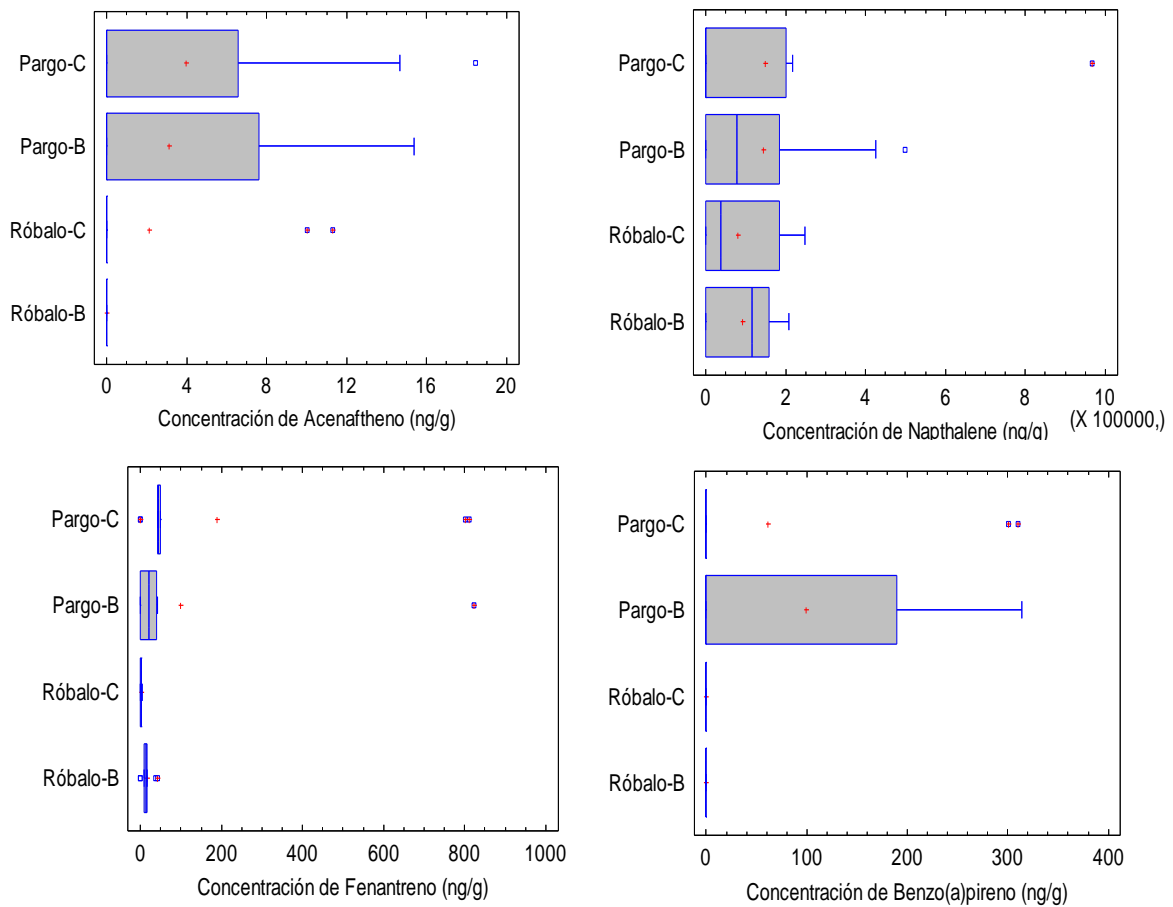 Pargo-C
Pargo-B
Róbalo-C
Róbalo-B
0 4 8 12 16 20
Concentración de Acenaftheno (ng/g)
Pargo-C
Pargo-B
Róbalo-C
Róbalo-B
0 2 4 6 8 10
(X 100000,)
Concentración de Napthalene (ng/g)
Pargo-C
Pargo-B
Róbalo-C
Róbalo-B
0 200 400 600 800 1000
Concentración de Fenantreno (ng/g)
Pargo-C
Pargo-B
Róbalo-C
Róbalo-B
0 100 200 300 400
Concentración de Benzo(a)pireno (ng/g)